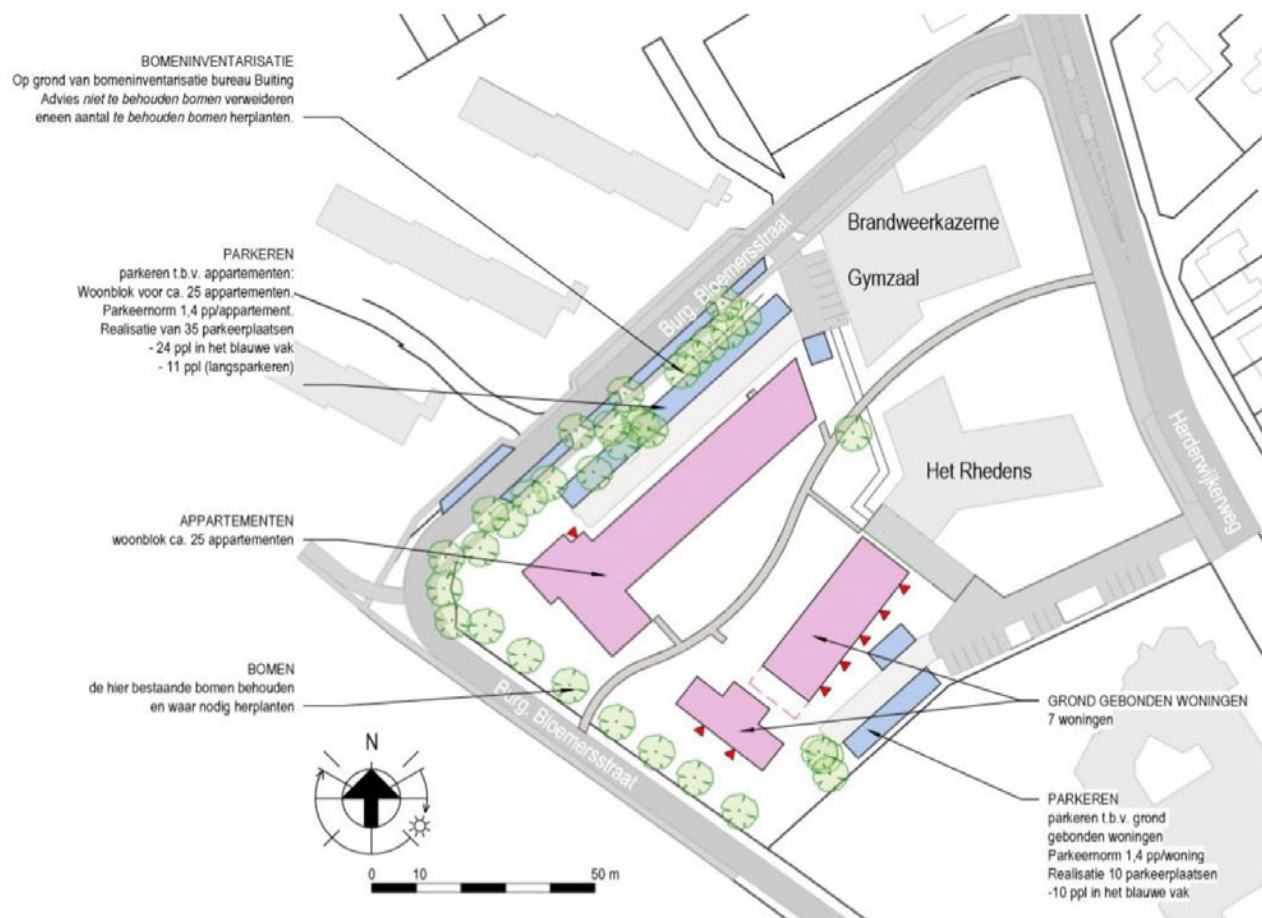 BOMENINVENTARISATIE
Op grond van bomeninventarisatie bureau Buiting
Advies niet te behouden bomen verweideren
eneen aantal te behouden bomen herplanten.
PARKEREN
parkeren t.b.v. appartementen:
Woonblok voor ca. 25 appartementen.
Parkeernorm 1,4 pp/appartement.
Realisatie van 35 parkeerplaatsen
- 24 ppl in het blauwe vak
- 11 ppl (langsparkeren)
APPARTEMENTEN
woonblok ca. 25 appartementen
BOMEN
de hier bestaande bomen behouden
en waar nodig herplanten
Burg. Bloemersstraat
Brandweerkazerne
Gymzaal
Het Rhedens
Harderwijkerweg
Burg. Bloemersstraat
GROND GEBONDEN WONINGEN
7 woningen
PARKEREN
parkeren t.b.v. grond
gebonden woningen
Parkeernorm 1,4 pp/woning
Realisatie 10 parkeerplaatsen
-10 ppl in het blauwe vak
N
0 10 50 m